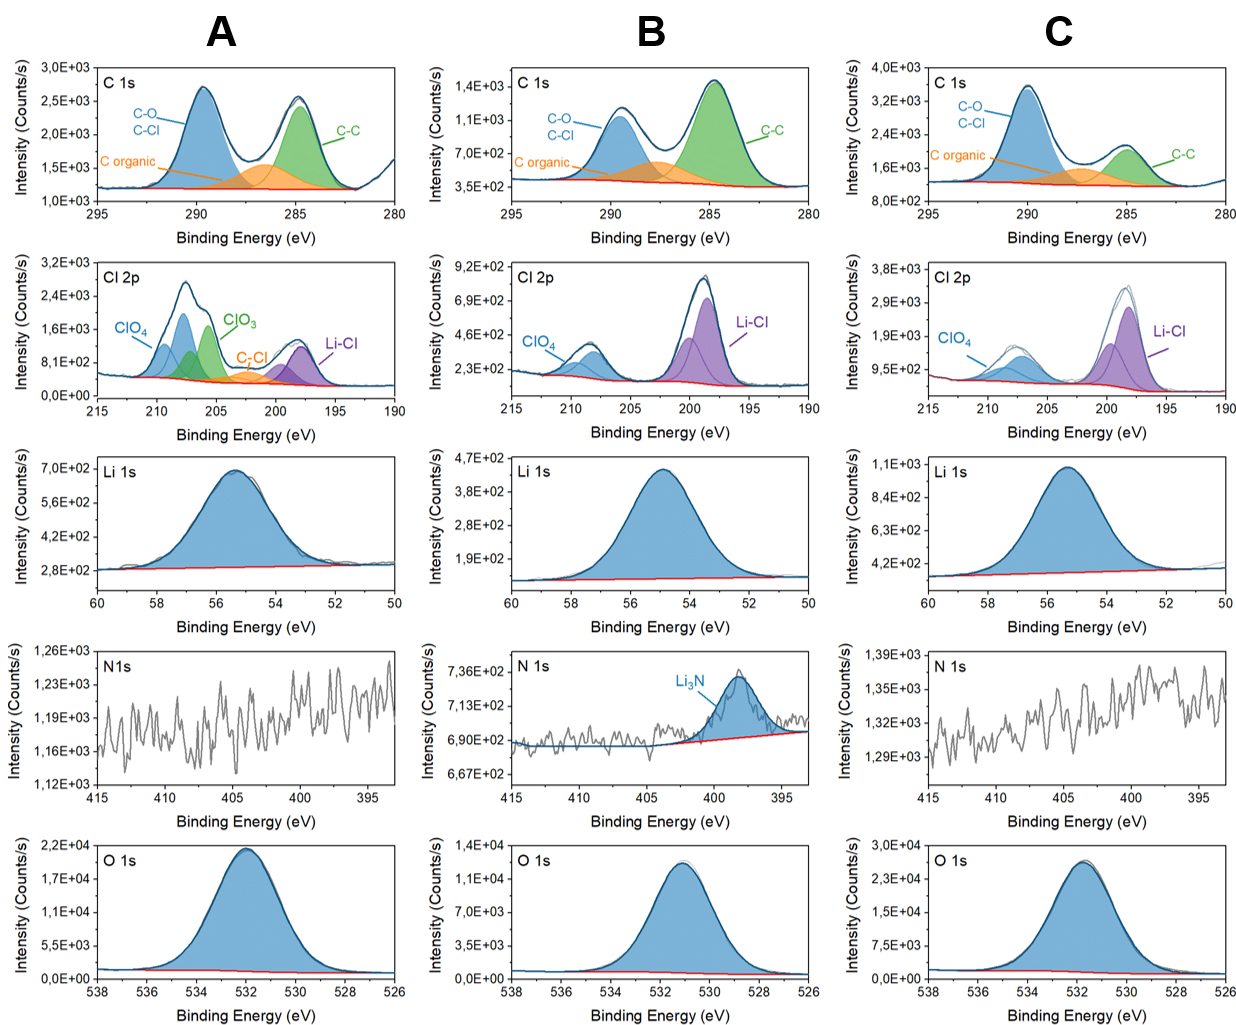 A B C
C 1s
C-O
C-Cl
C organic
C-C
Intensity (Counts/s)
3,0E+03
2,5E+03
2,0E+03
1,5E+03
1,0E+03
295 290 285 280
Binding Energy (eV)
C 1s
C-O
C-Cl
C organic
C-C
Intensity (Counts/s)
1,4E+03
1,1E+03
7,0E+02
3,5E+02
295 290 285 280
Binding Energy (eV)
C 1s
C-O
C-Cl
C organic
C-C
Intensity (Counts/s)
4,0E+03
3,2E+03
2,4E+03
1,6E+03
8,0E+02
295 290 285 280
Binding Energy (eV)
Cl 2p
ClO4
ClO3
C-Cl
Li-Cl
Intensity (Counts/s)
3,2E+03
2,4E+03
1,6E+03
8,1E+02
0,0E+00
215 210 205 200 195 190
Binding Energy (eV)
Cl 2p
ClO4
Li-Cl
Intensity (Counts/s)
9,2E+02
6,9E+02
4,6E+02
2,3E+02
215 210 205 200 195 190
Binding Energy (eV)
Cl 2p
ClO4
Li-Cl
Intensity (Counts/s)
3,8E+03
2,9E+03
1,9E+03
9,5E+02
215 210 205 200 195 190
Binding Energy (eV)
Li 1s
Intensity (Counts/s)
7,0E+02
5,6E+02
4,2E+02
2,8E+02
60 58 56 54 52 50
Binding Energy (eV)
Li 1s
Intensity (Counts/s)
4,7E+02
3,8E+02
2,8E+02
1,9E+02
60 58 56 54 52 50
Binding Energy (eV)
Li 1s
Intensity (Counts/s)
1,1E+03
8,4E+02
6,3E+02
4,2E+02
60 58 56 54 52 50
Binding Energy (eV)
N1s
Intensity (Counts/s)
1,26E+03
1,23E+03
1,19E+03
1,16E+03
1,12E+03
415 410 405 400 395
Binding Energy (eV)
N 1s
Li3N
Intensity (Counts/s)
7,36E+02
7,13E+02
6,90E+02
6,67E+02
415 410 405 400 395
Binding Energy (eV)
N 1s
Intensity (Counts/s)
1,39E+03
1,35E+03
1,32E+03
1,29E+03
415 410 405 400 395
Binding Energy (eV)
O 1s
Intensity (Counts/s)
2,2E+04
1,7E+04
1,1E+04
5,5E+03
0,0E+00
538 536 534 532 530 528 526
Binding Energy (eV)
O 1s
Intensity (Counts/s)
1,4E+04
1,1E+04
7,0E+03
3,5E+03
0,0E+00
538 536 534 532 530 528 526
Binding Energy (eV)
O 1s
Intensity (Counts/s)
3,0E+04
2,3E+04
1,5E+04
7,5E+03
0,0E+00
538 536 534 532 530 528 526
Binding Energy (eV)